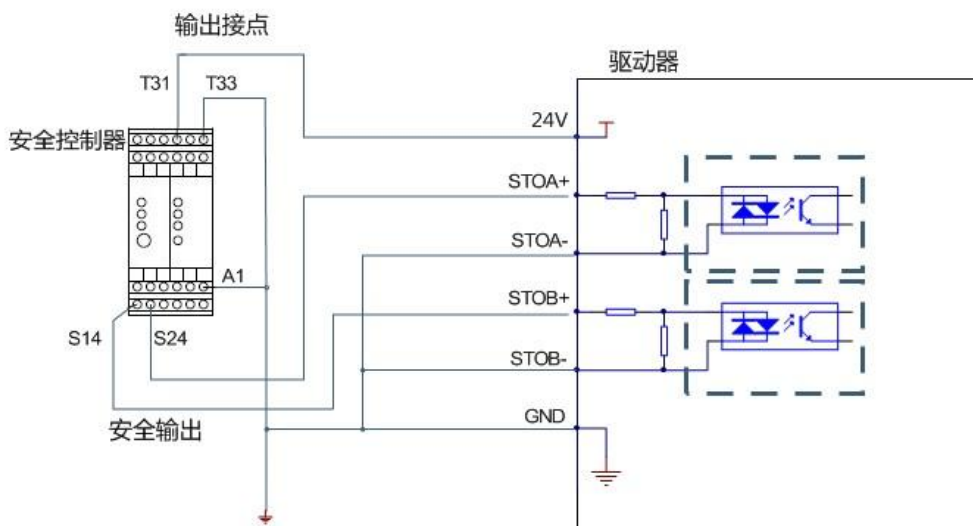 输出接点
驱动器
T31
T33
24V
安全控制器
STOA+
STOA-
A1
STOB+
S14
S24
STOB-
GND
安全输出